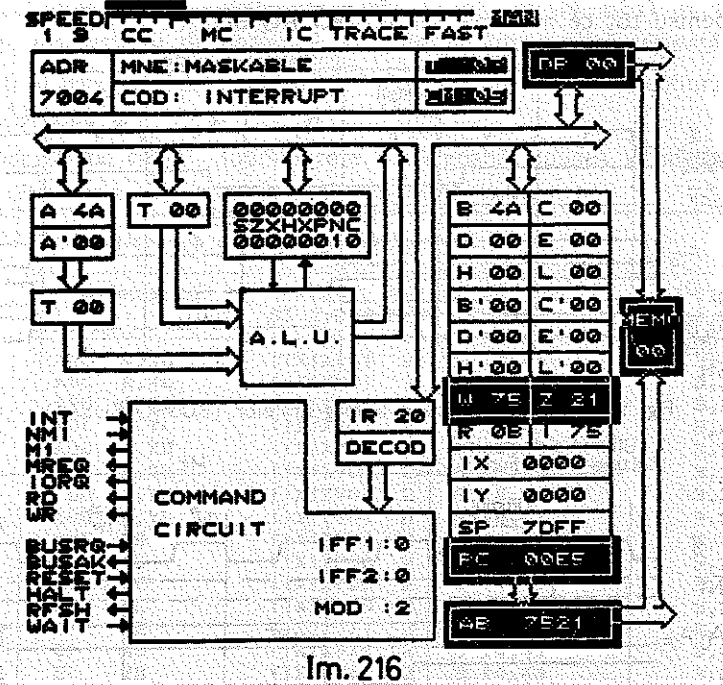 SPEED
1 9 CC MC IC TRACE FAST
ADR MNE:MASKABLE
7004 COD: INTERRUPT
DB 00
A 4A
A'00
T 00
T 00
00000000
SZXHXPNC
00000010
A.L.U.
B 4A C 00
D 00 E 00
H 00 L 00
B'00 C'00
D'00 E'00
H'00 L'00
W 75 Z 21
R 0B I 75
IX 0000
IY 0000
SP 7DFF
PC 00E5
AB 7521
MEMO
00
IR 20
DECOD
INT
NMI
M1
MREQ
IORQ
RD
WR
BUSRQ
BUSAK
RESET
HALT
RFSH
WAIT
COMMAND
CIRCUIT
IFF1:0
IFF2:0
MOD :2
Im. 216